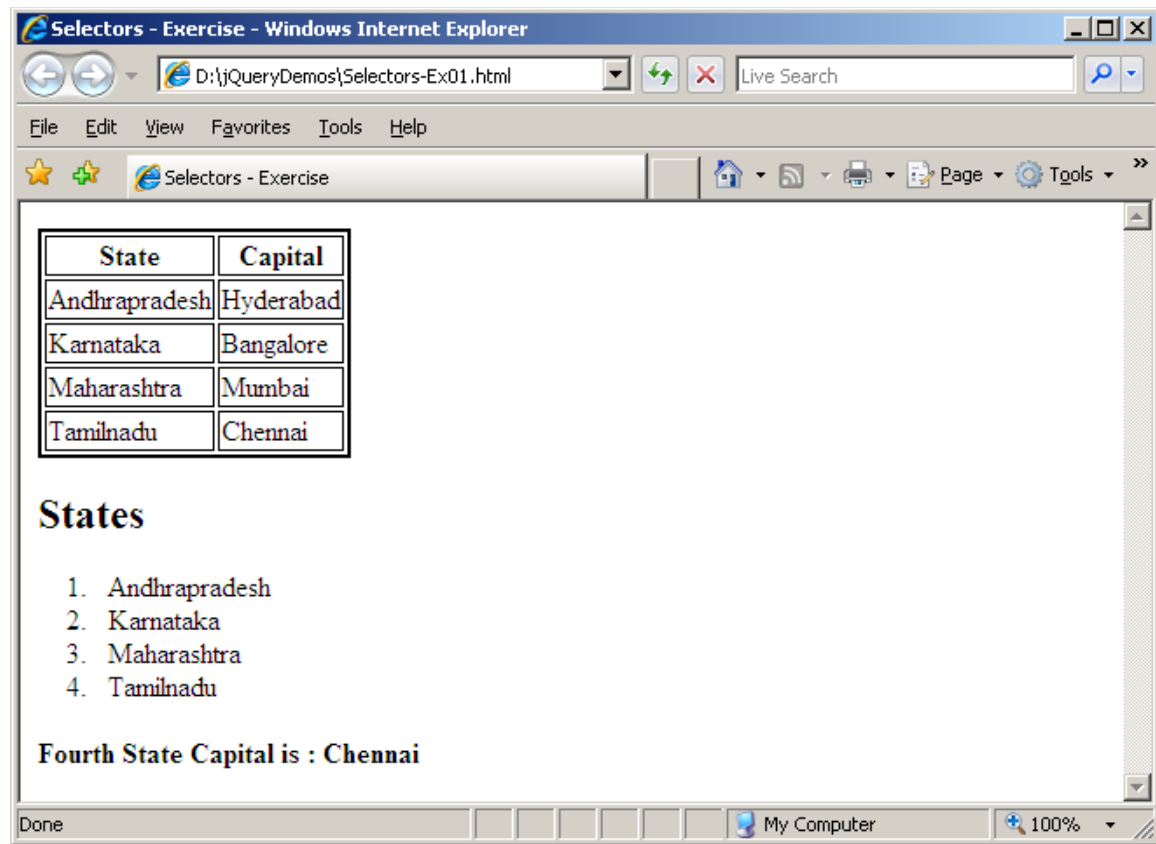 Selectors - Exercise - Windows Internet Explorer
D:\jQueryDemos\Selectors-Ex01.html
Live Search
File Edit View Favorites Tools Help
Selectors - Exercise
Page Tools »
State Capital
Andhrapradesh Hyderabad
Karnataka Bangalore
Maharashtra Mumbai
Tamilnadu Chennai
States
1. Andhrapradesh
2. Karnataka
3. Maharashtra
4. Tamilnadu
Fourth State Capital is : Chennai
Done My Computer 100%